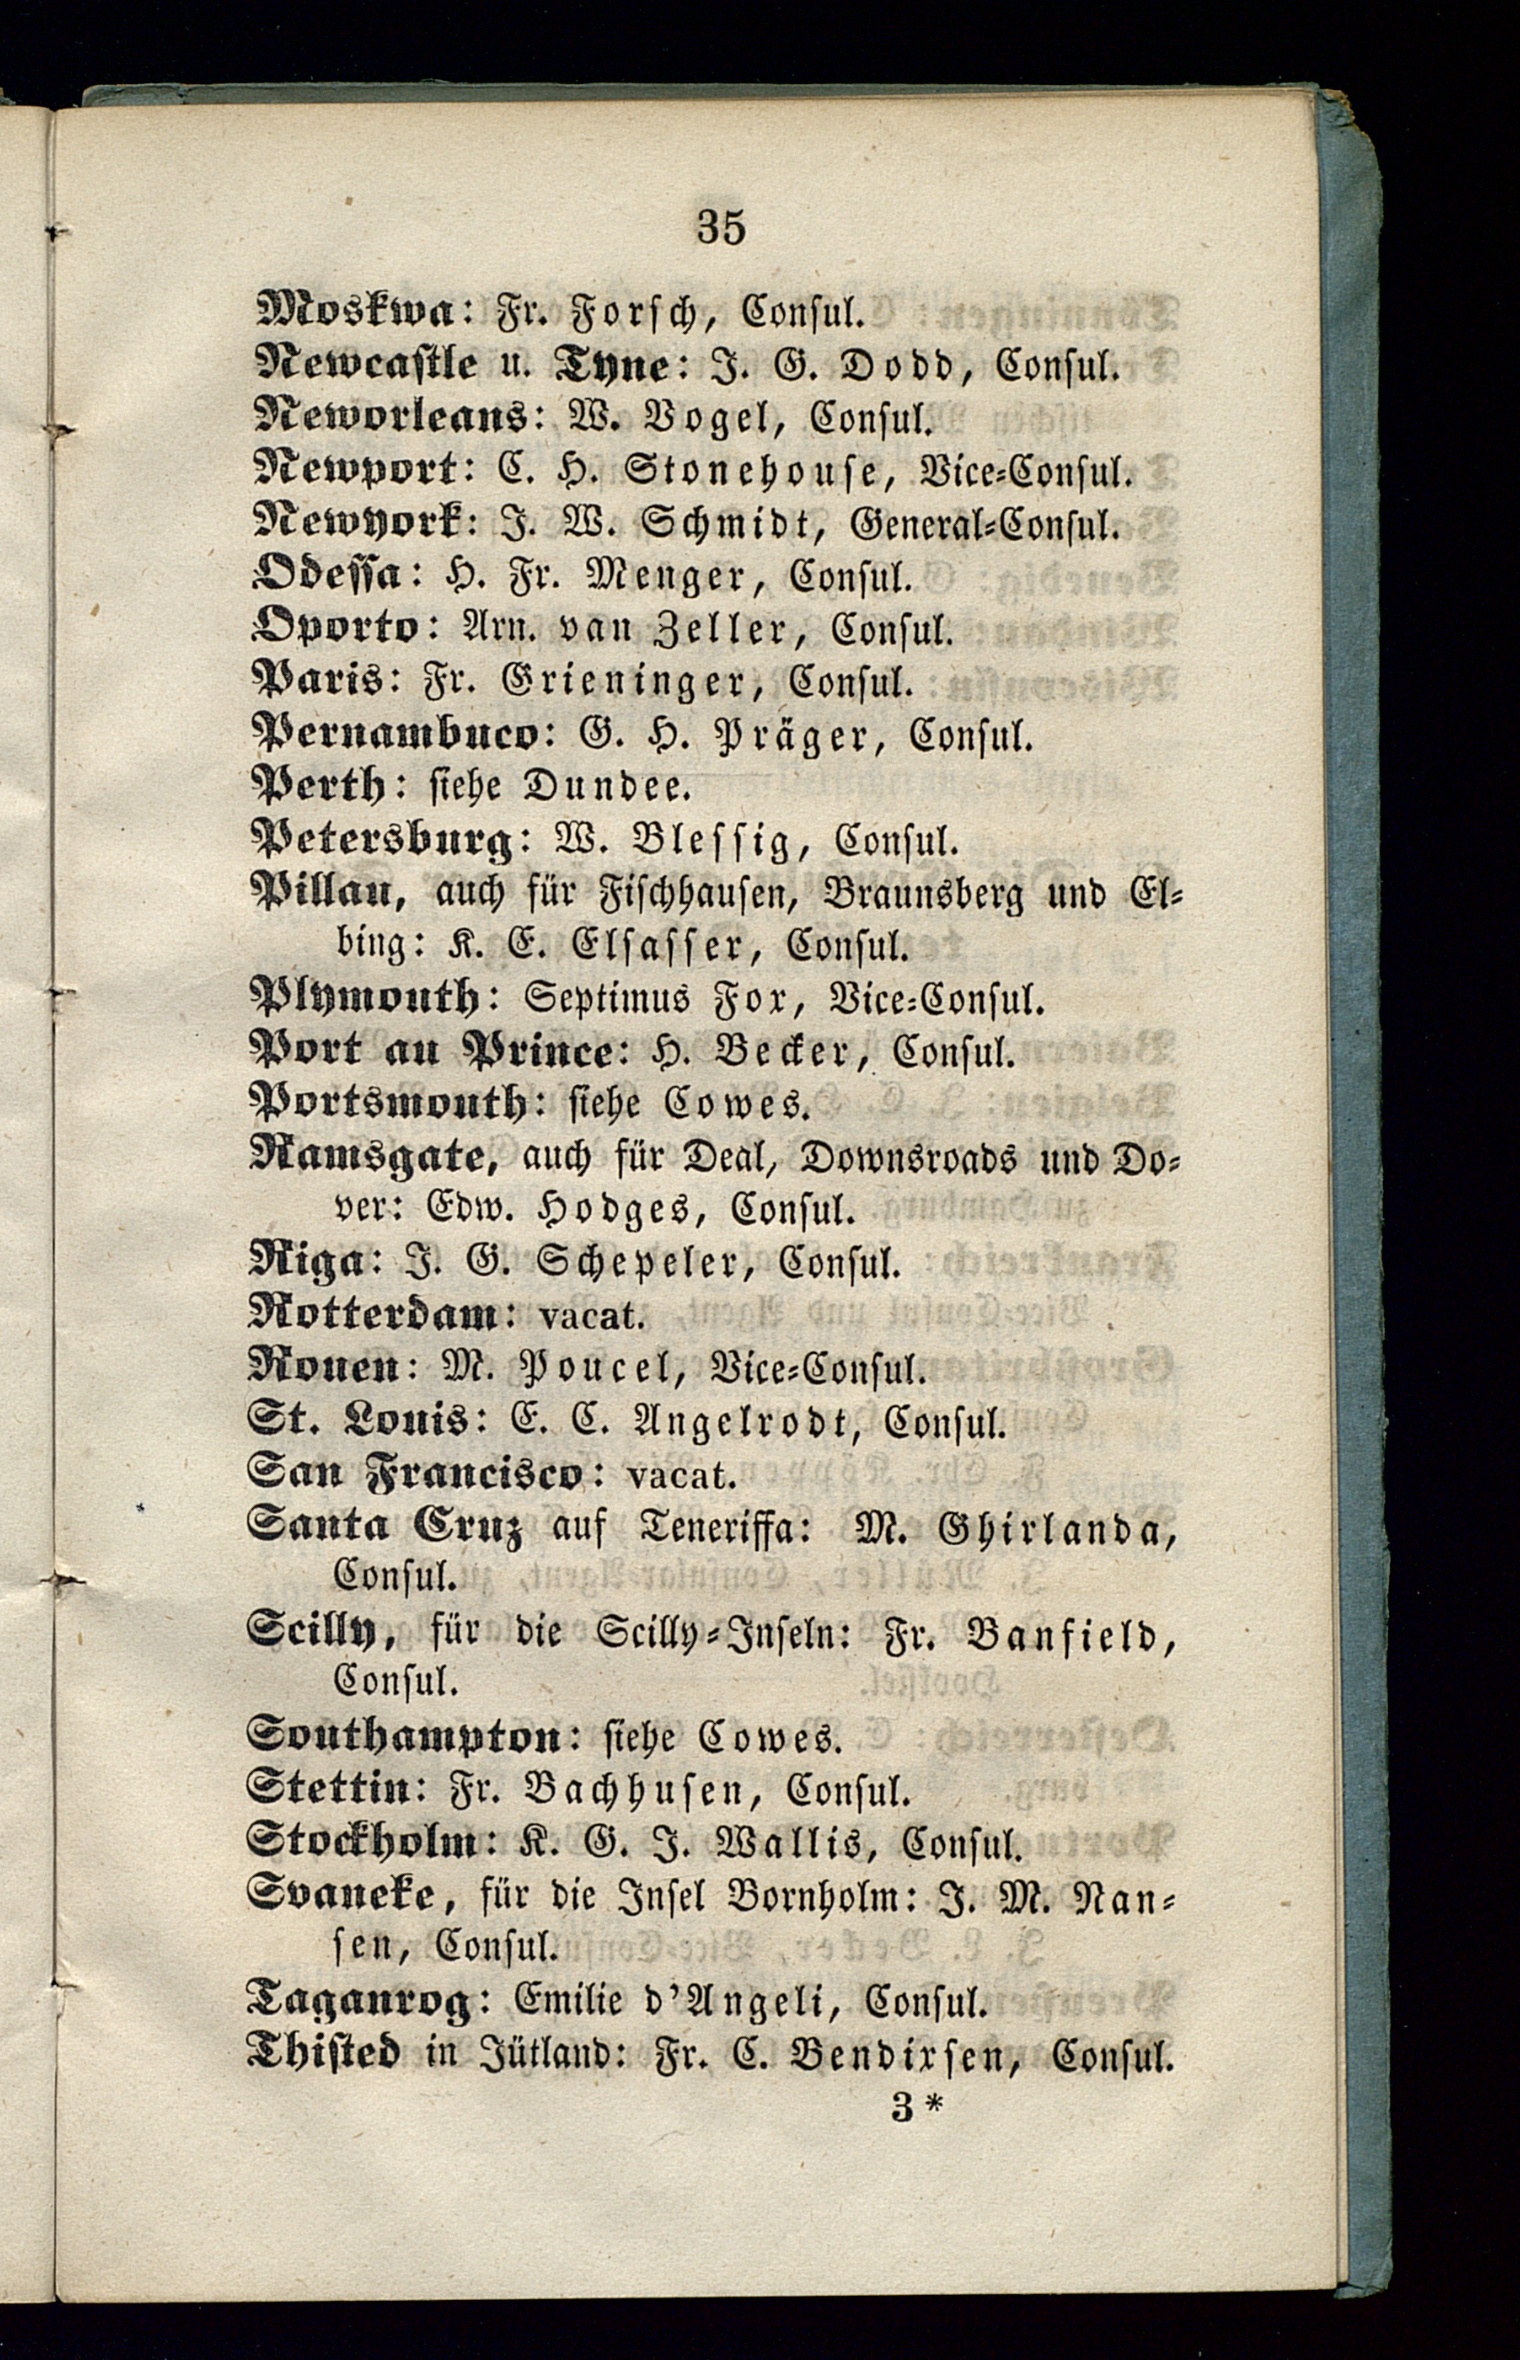 35
Moskwa: Fr. Forsch, Consul.
Newcastle u. Tyne: J. G. Dodd, Consul.
Neworleans: W. Vogel, Consul.
Newport: C. H. Stonehouse, Vice-Consul.
Newyork: J. W. Schmidt, General-Consul.
Odessa: H. Fr. Menger, Consul.
Oporto: Arn. van Zeller, Consul.
Paris: Fr. Grieninger, Consul.
Pernambuco: G. H. Präger, Consul.
Perth: siehe Dundee.
Petersburg: W. Blessig, Consul.
Pillau, auch für Fischhausen, Braunsberg und El-
bing: K. E. Elsasser, Consul.
Plymouth: Septimus Fox, Vice-Consul.
Port au Prince: H. Becker, Consul.
Portsmouth: siehe Cowes.
Ramsgate, auch für Deal, Downsroads und Do-
ver: Edw. Hodges, Consul.
Riga: J. G. Schepeler, Consul.
Rotterdam: vacat.
Rouen: M. Poucel, Vice-Consul.
St. Louis: E. C. Angelrodt, Consul.
San Francisco: vacat.
Santa Cruz auf Teneriffa: M. Ghirlanda,
Consul.
Scilly, für die Scilly-Inseln: Fr. Banfield,
Consul.
Southampton: siehe Cowes.
Stettin: Fr. Bachhusen, Consul.
Stockholm: K. G. J. Wallis, Consul.
Svaneke, für die Insel Bornholm: J. M. Nan-
sen, Consul.
Taganrog: Emilie d'Angeli, Consul.
Thisted in Jütland: Fr. C. Bendixsen, Consul.
3*